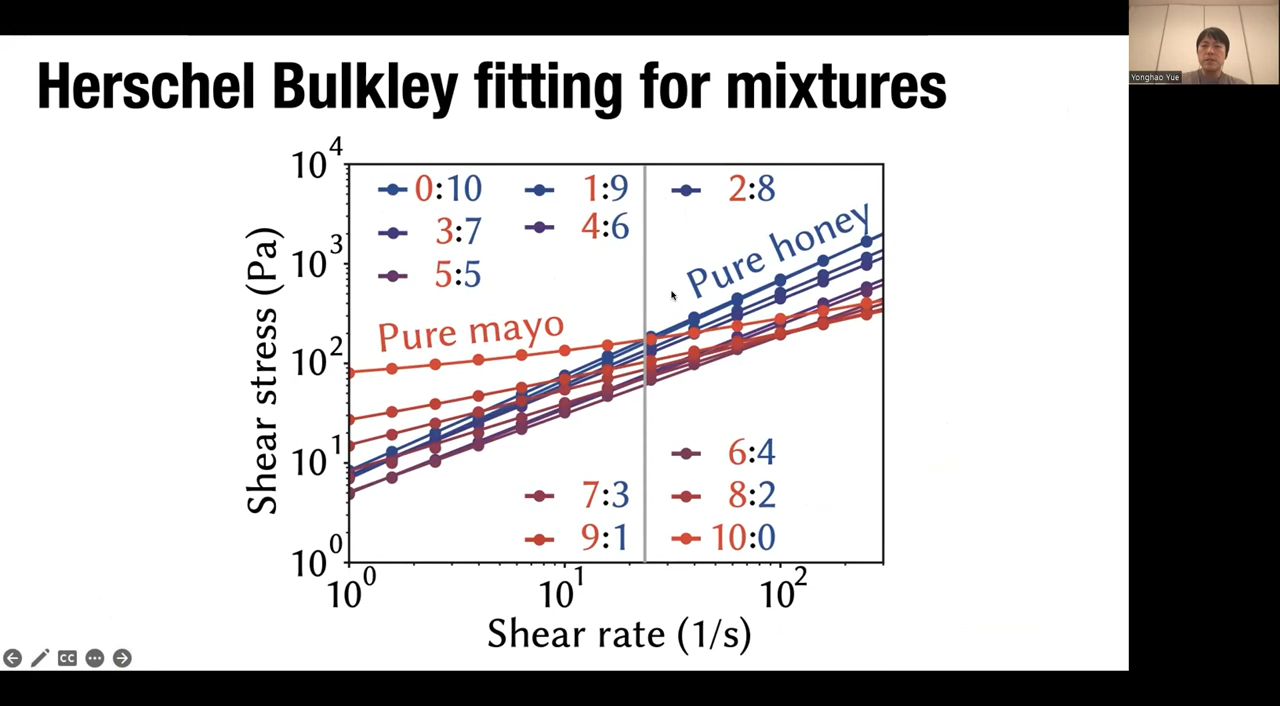 Herschel Bulkley fitting for mixtures
Yonghao Yue
10^4
10^3
10^2
10^1
10^0
Shear stress (Pa)
0:10
1:9
2:8
3:7
4:6
5:5
Pure honey
Pure mayo
6:4
7:3
8:2
9:1
10:0
10^0
10^1
10^2
Shear rate (1/s)
CC